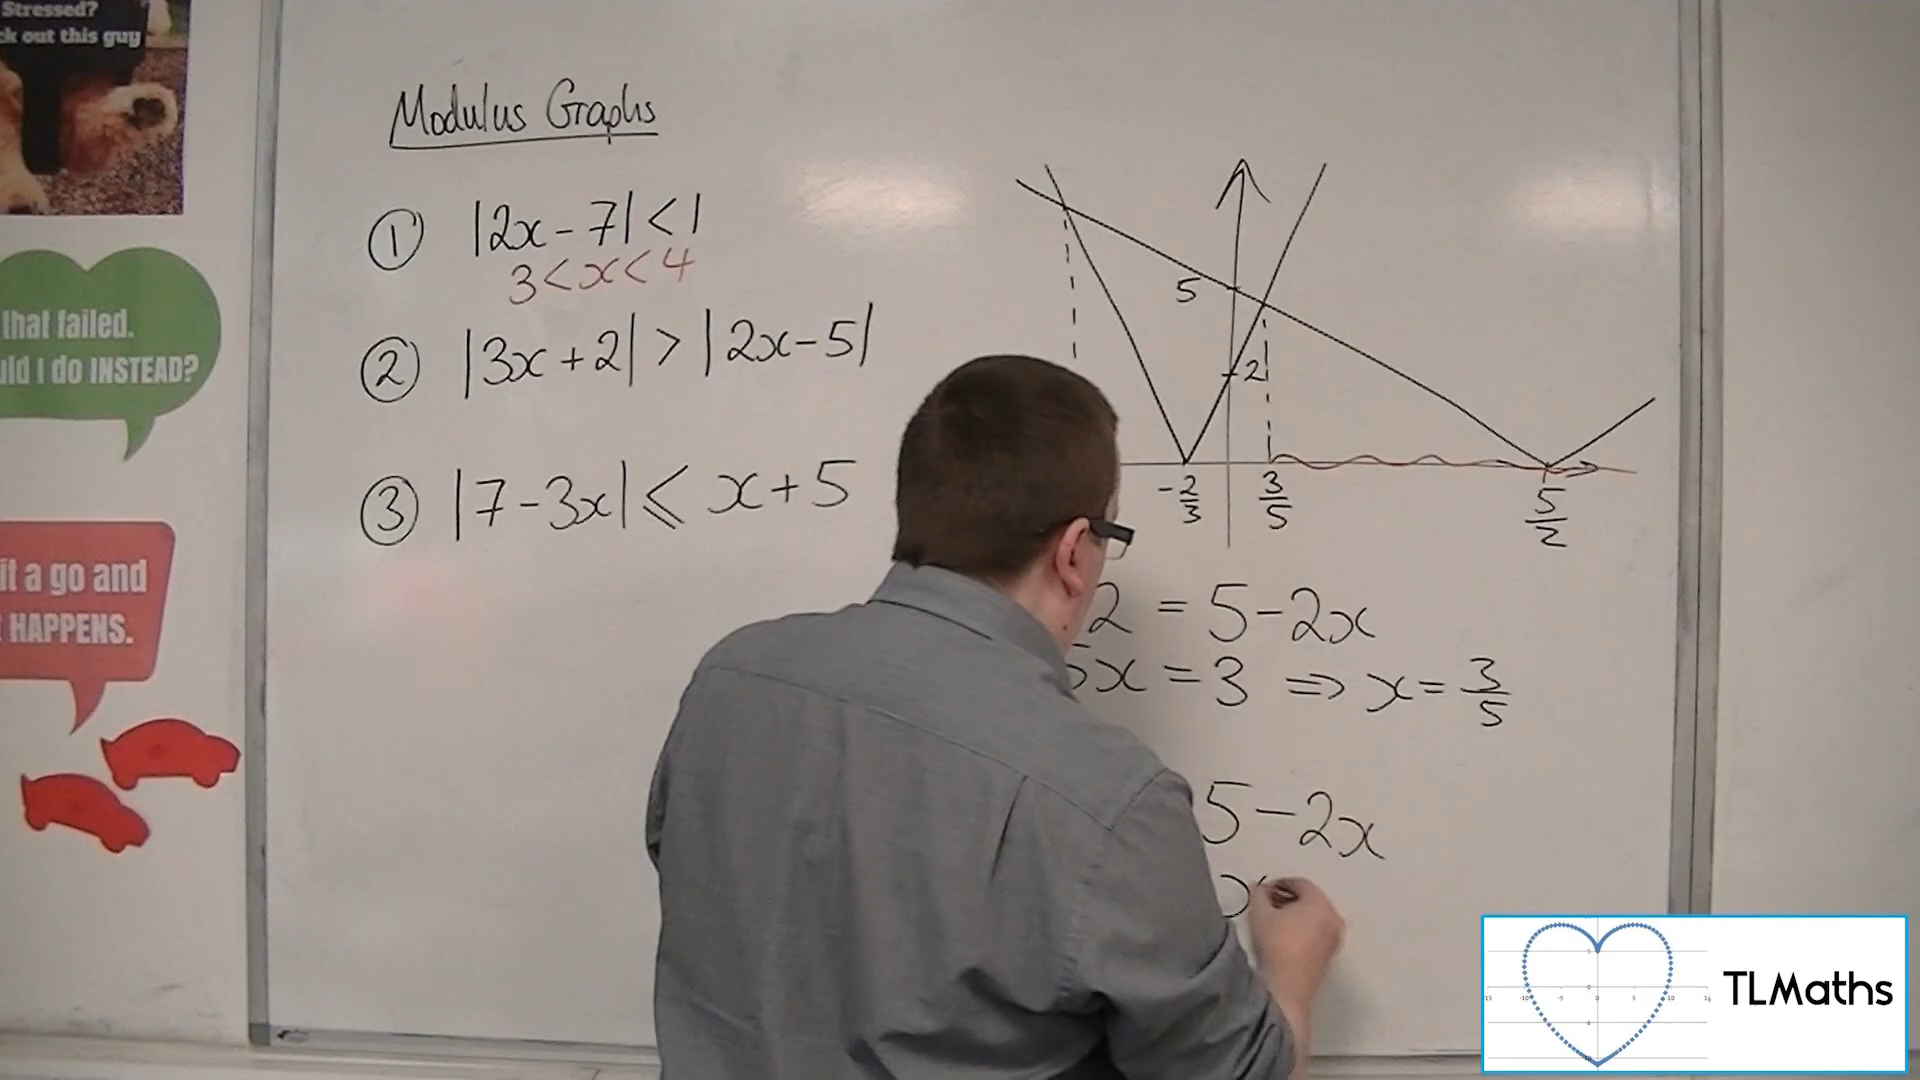 Stressed?
ck out this guy
that failed.
uld I do INSTEAD?
it a go and
HAPPENS.
Modulus Graphs
① |2x-7|<1
3<x<4
② |3x+2|>|2x-5|
③ |7-3x|⩽ x+5
5
2
-2/3
3/5
5/2
2 = 5-2x
5x = 3 ⇒ x = 3/5
5-2x
TLMaths